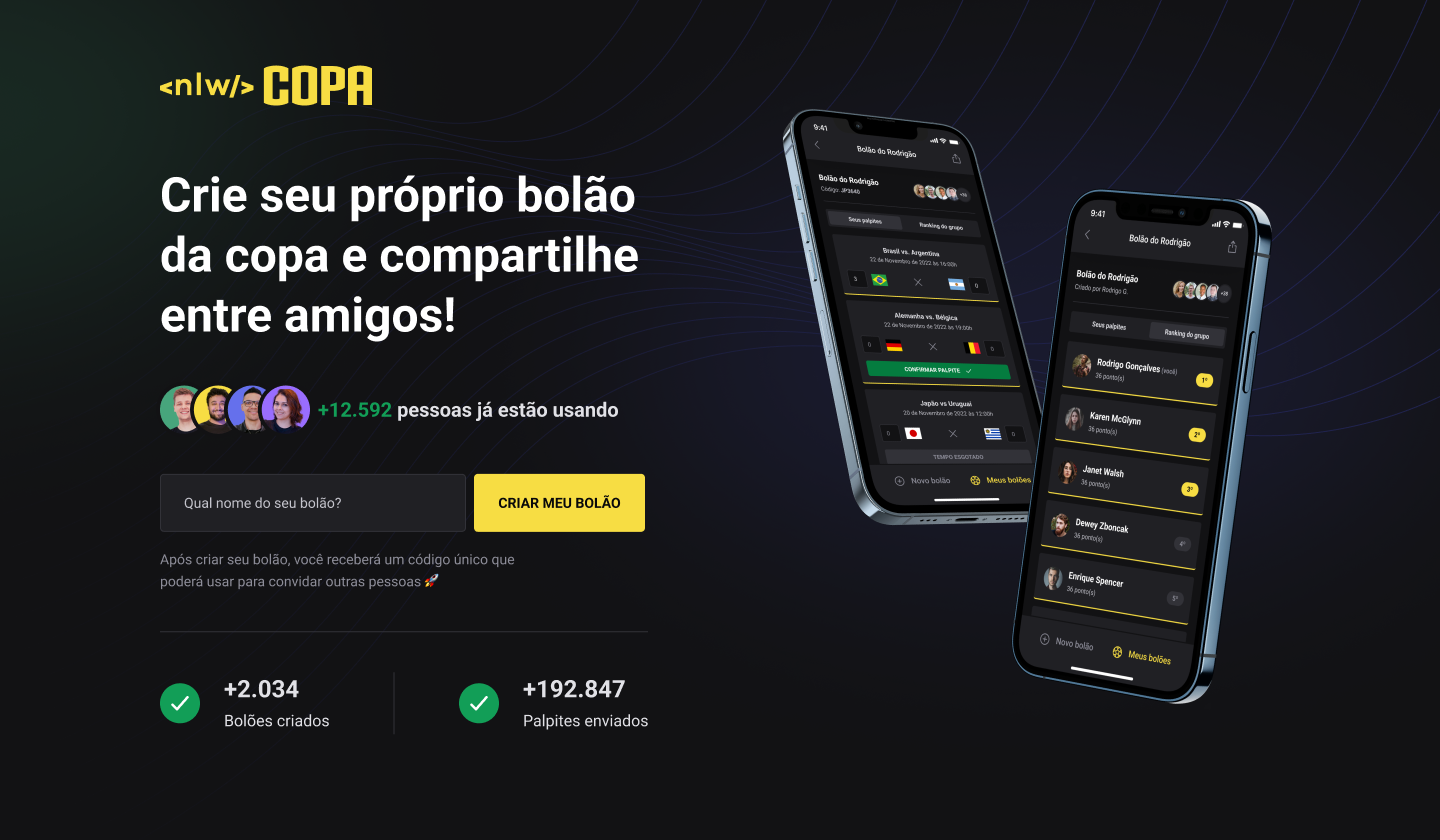 <nlw/> COPA
Crie seu próprio bolão
da copa e compartilhe
entre amigos!
+12.592 pessoas já estão usando
Qual nome do seu bolão?
CRIAR MEU BOLÃO
Após criar seu bolão, você receberá um código único que
poderá usar para convidar outras pessoas 🚀
+2.034
Bolões criados
+192.847
Palpites enviados
9:41
Bolão do Rodrigão
Bolão do Rodrigão
Código: JP3640
Seus palpites
Ranking do grupo
Brasil vs. Argentina
22 de Novembro de 2022 às 16:00h
3
0
Alemanha vs. Bélgica
22 de Novembro de 2022 às 19:00h
0
0
CONFIRMAR PALPITE
Japão vs Uruguai
20 de Novembro de 2022 às 12:00h
0
0
TEMPO ESGOTADO
Novo bolão
Meus bolões
9:41
Bolão do Rodrigão
Bolão do Rodrigão
Criado por Rodrigo G.
Seus palpites
Ranking do grupo
Rodrigo Gonçalves (você)
36 ponto(s)
1º
Karen McGlynn
36 ponto(s)
2º
Janet Walsh
36 ponto(s)
3º
Dewey Zboncak
36 ponto(s)
4º
Enrique Spencer
36 ponto(s)
5º
Novo bolão
Meus bolões